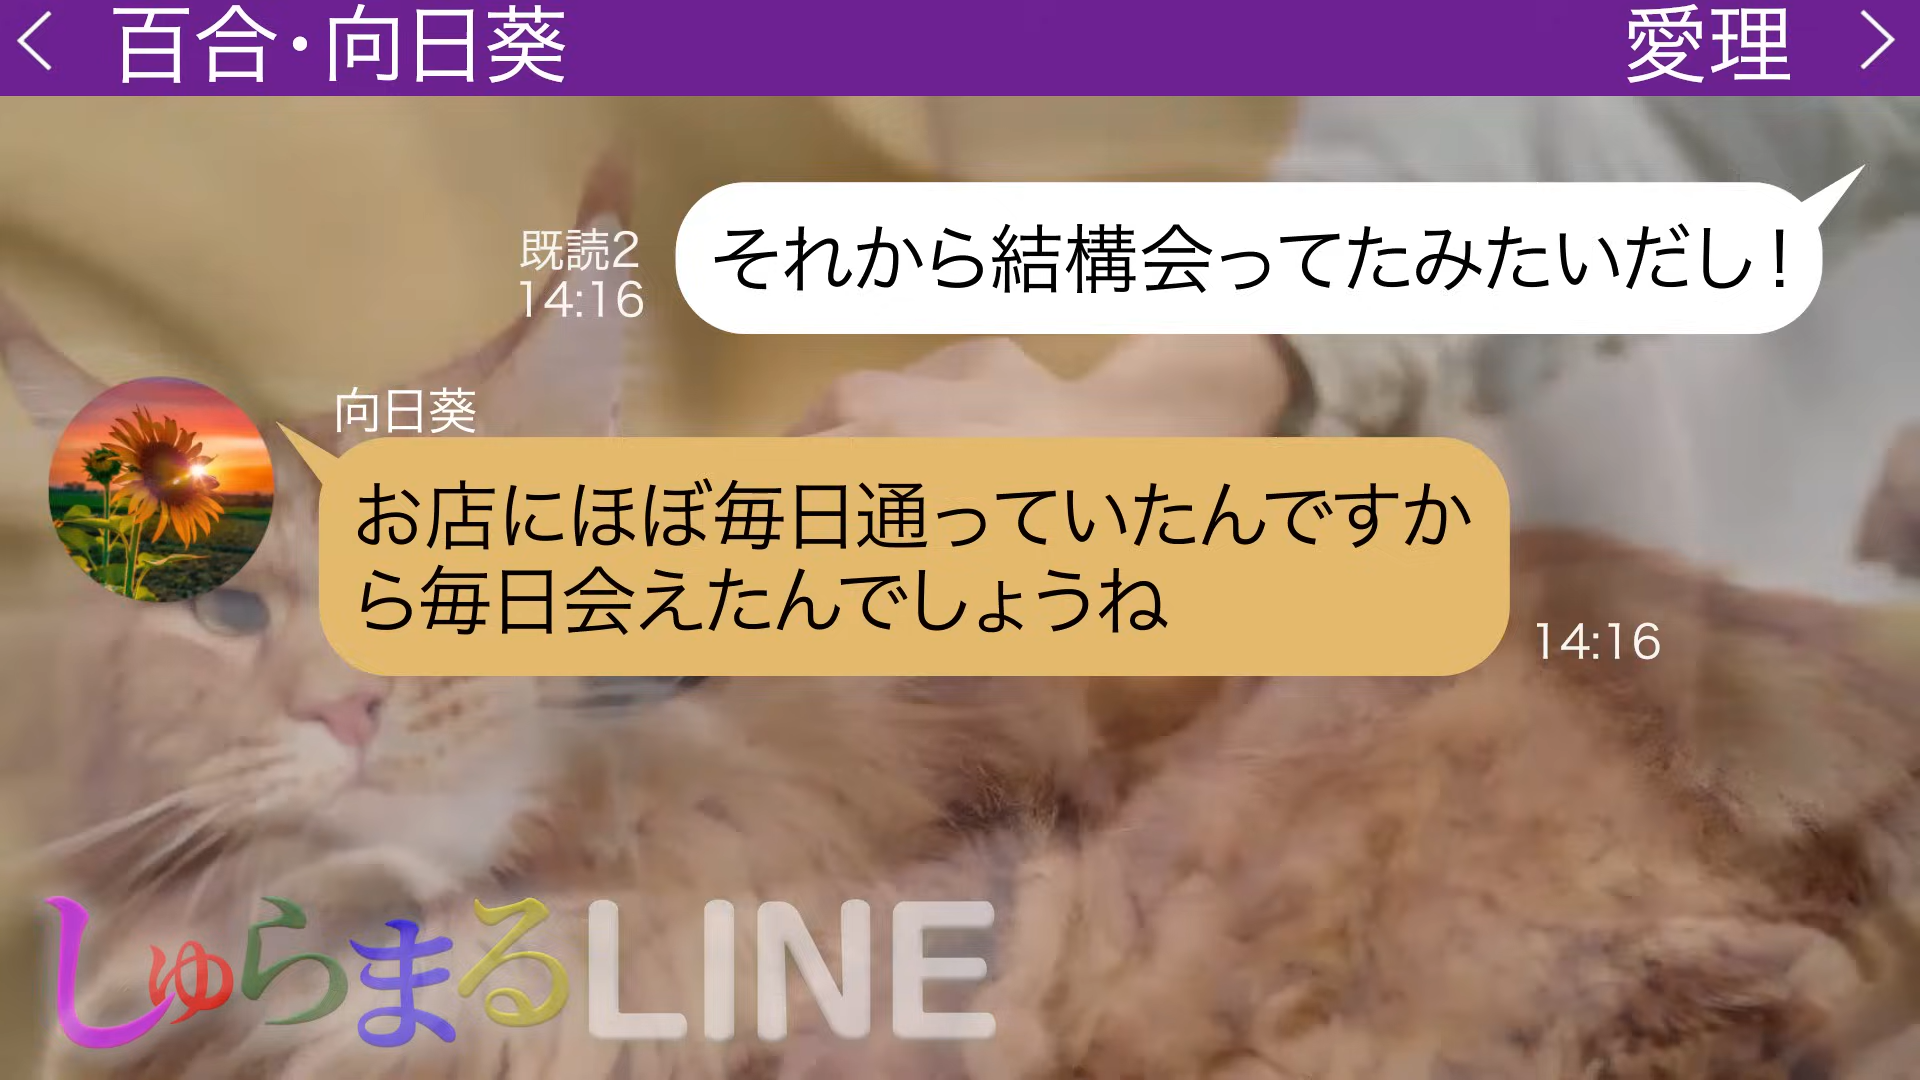 百合・向日葵
愛理
それから結構会ってたみたいだし！
既読2
14:16
向日葵
お店にほぼ毎日通っていたんですか
ら毎日会えたんでしょうね
14:16
しゅらまるLINE